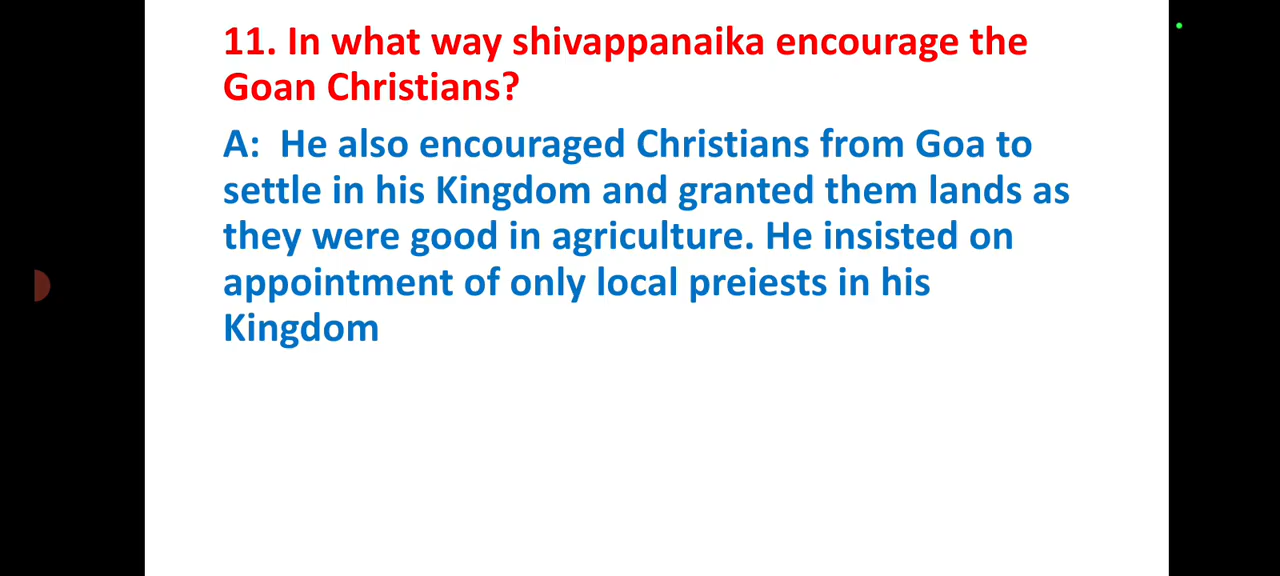 11. In what way shivappanaika encourage the
Goan Christians?
A:  He also encouraged Christians from Goa to
settle in his Kingdom and granted them lands as
they were good in agriculture. He insisted on
appointment of only local preiests in his
Kingdom